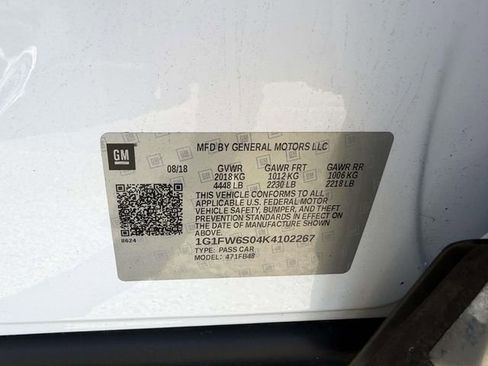 GM
MFD BY GENERAL MOTORS LLC
08/18 GVWR GAWR FRT GAWR RR
2018 KG 1012 KG 1006 KG
4448 LB 2230 LB 2218 LB
THIS VEHICLE CONFORMS TO ALL
APPLICABLE U.S. FEDERAL MOTOR
VEHICLE SAFETY, BUMPER, AND THEFT
PREVENTION STANDARDS IN EFFECT ON
THE DATE OF MANUFACTURE SHOWN
ABOVE.
8624
1G1FW6S04K4102267
TYPE: PASS CAR
MODEL: 471FB48